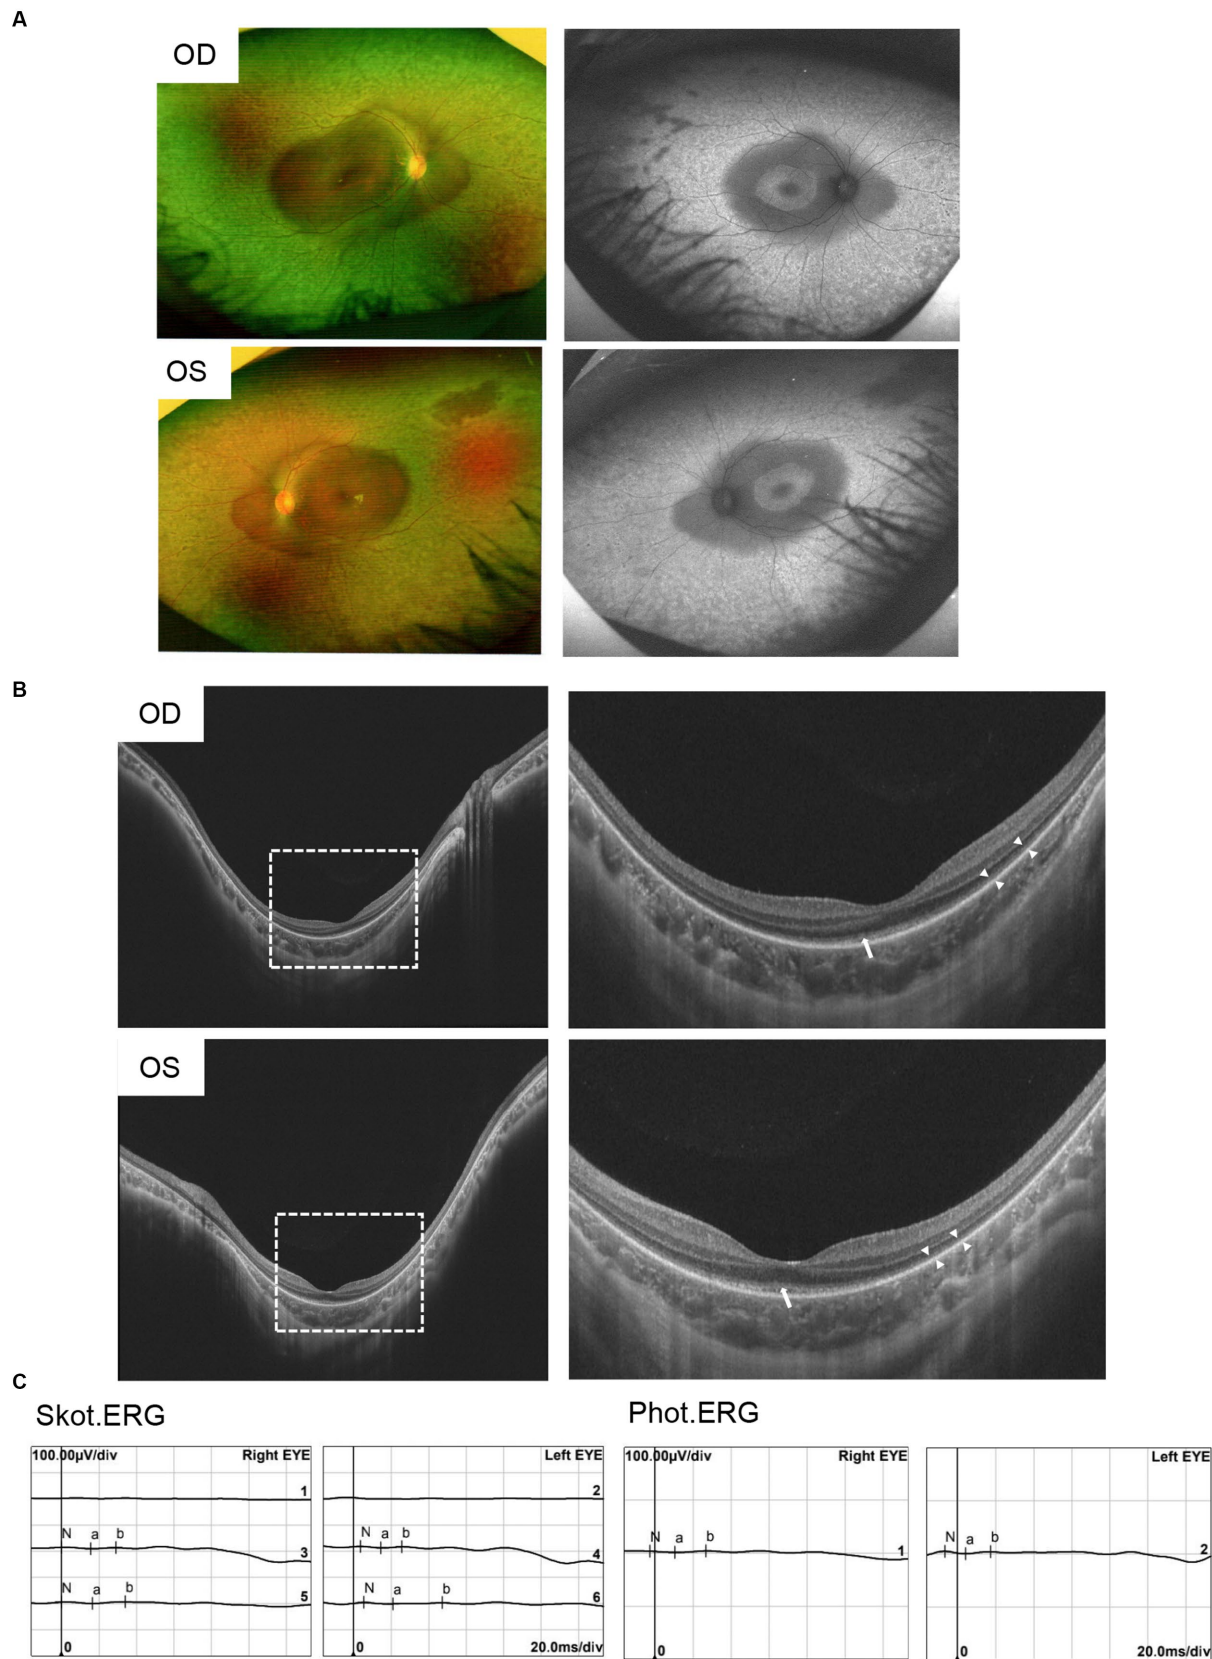 A
OD
OS
B
OD
OS
C
Skot.ERG
Phot.ERG
100.00µV/div Right EYE
1
N a b
3
N a b
5
0
Left EYE
2
N a b
4
N a b
6
0 20.0ms/div
100.00µV/div Right EYE
N a b
1
0
Left EYE
N a b
2
0 20.0ms/div